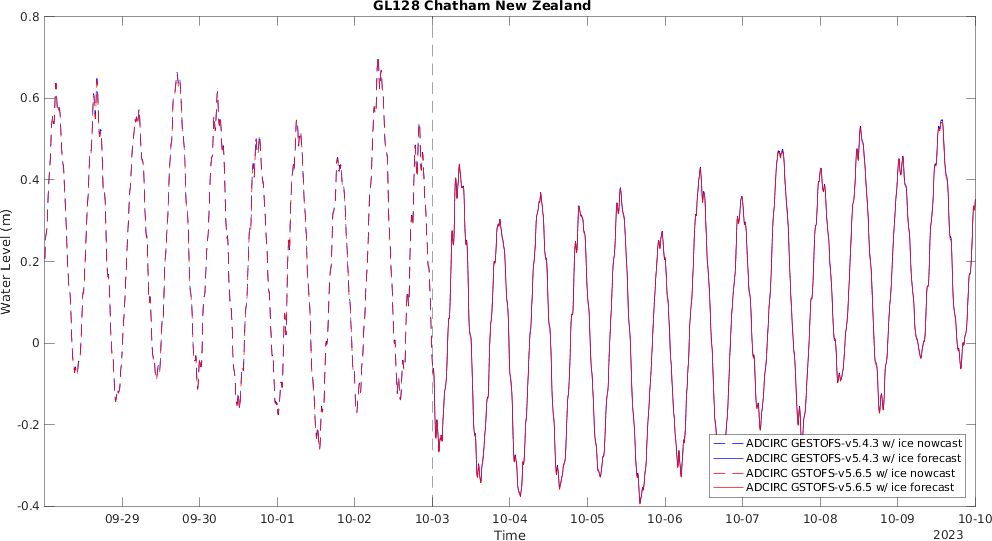 GL128 Chatham New Zealand
0.8
0.6
0.4
0.2
0
-0.2
-0.4
Water Level (m)
ADCIRC GESTOFS-v5.4.3 w/ ice nowcast
ADCIRC GESTOFS-v5.4.3 w/ ice forecast
ADCIRC GSTOFS-v5.6.5 w/ ice nowcast
ADCIRC GSTOFS-v5.6.5 w/ ice forecast
09-29 09-30 10-01 10-02 10-03 10-04 10-05 10-06 10-07 10-08 10-09 10-10
Time
2023